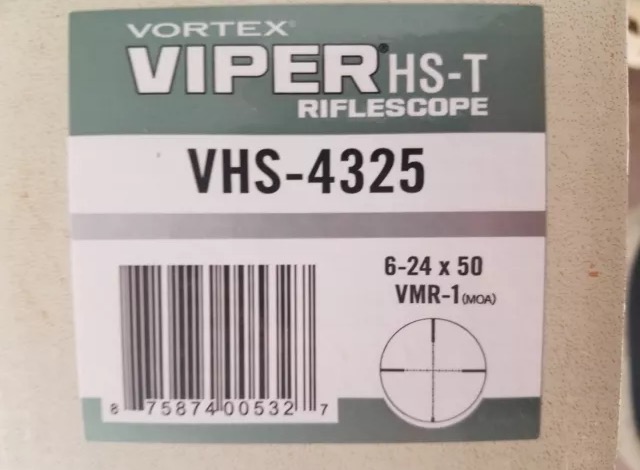 VORTEX®
VIPER® HS-T
RIFLESCOPE
VHS-4325
6-24 x 50
VMR-1 (MOA)
8 75874 00532 7